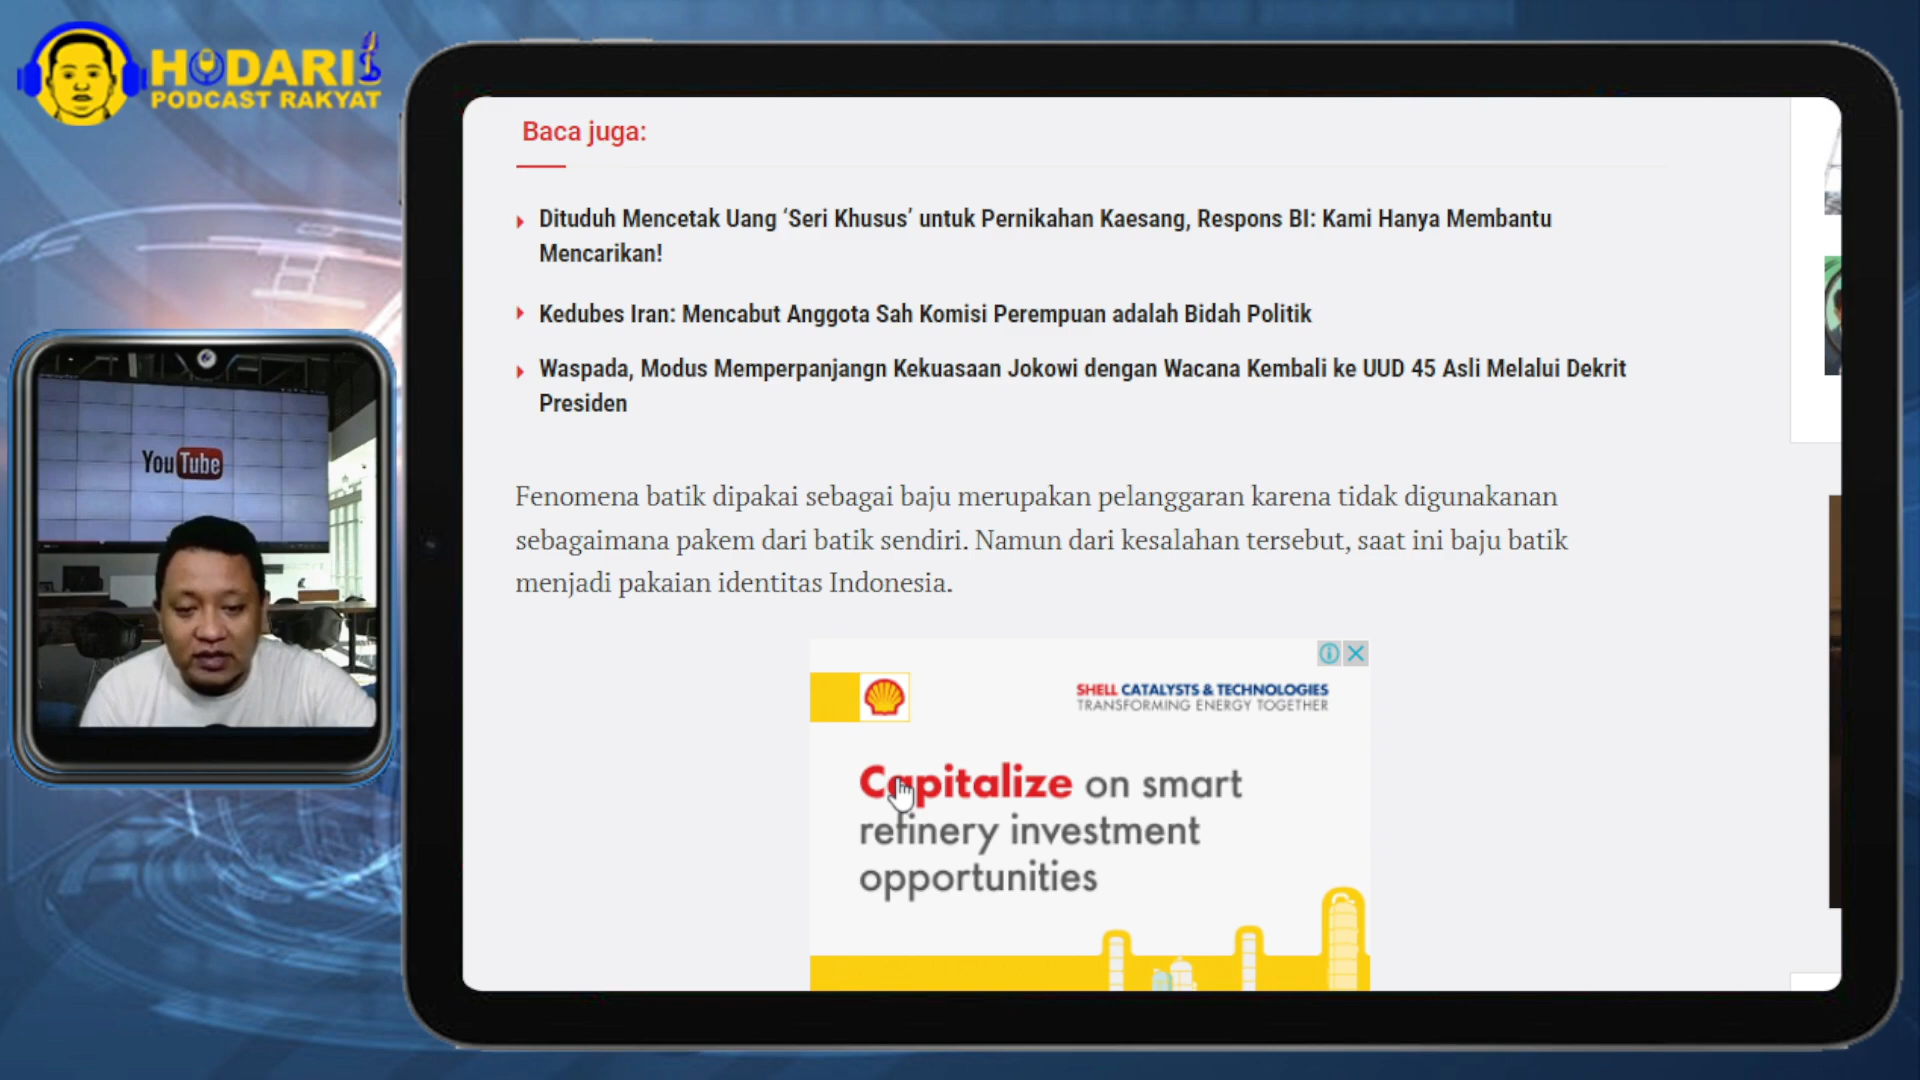 HODARI
PODCAST RAKYAT
YouTube
Baca juga:
Dituduh Mencetak Uang ‘Seri Khusus’ untuk Pernikahan Kaesang, Respons BI: Kami Hanya Membantu
Mencarikan!
Kedubes Iran: Mencabut Anggota Sah Komisi Perempuan adalah Bidah Politik
Waspada, Modus Memperpanjangn Kekuasaan Jokowi dengan Wacana Kembali ke UUD 45 Asli Melalui Dekrit
Presiden
Fenomena batik dipakai sebagai baju merupakan pelanggaran karena tidak digunakanan
sebagaimana pakem dari batik sendiri. Namun dari kesalahan tersebut, saat ini baju batik
menjadi pakaian identitas Indonesia.
SHELL CATALYSTS & TECHNOLOGIES
TRANSFORMING ENERGY TOGETHER
Capitalize on smart
refinery investment
opportunities